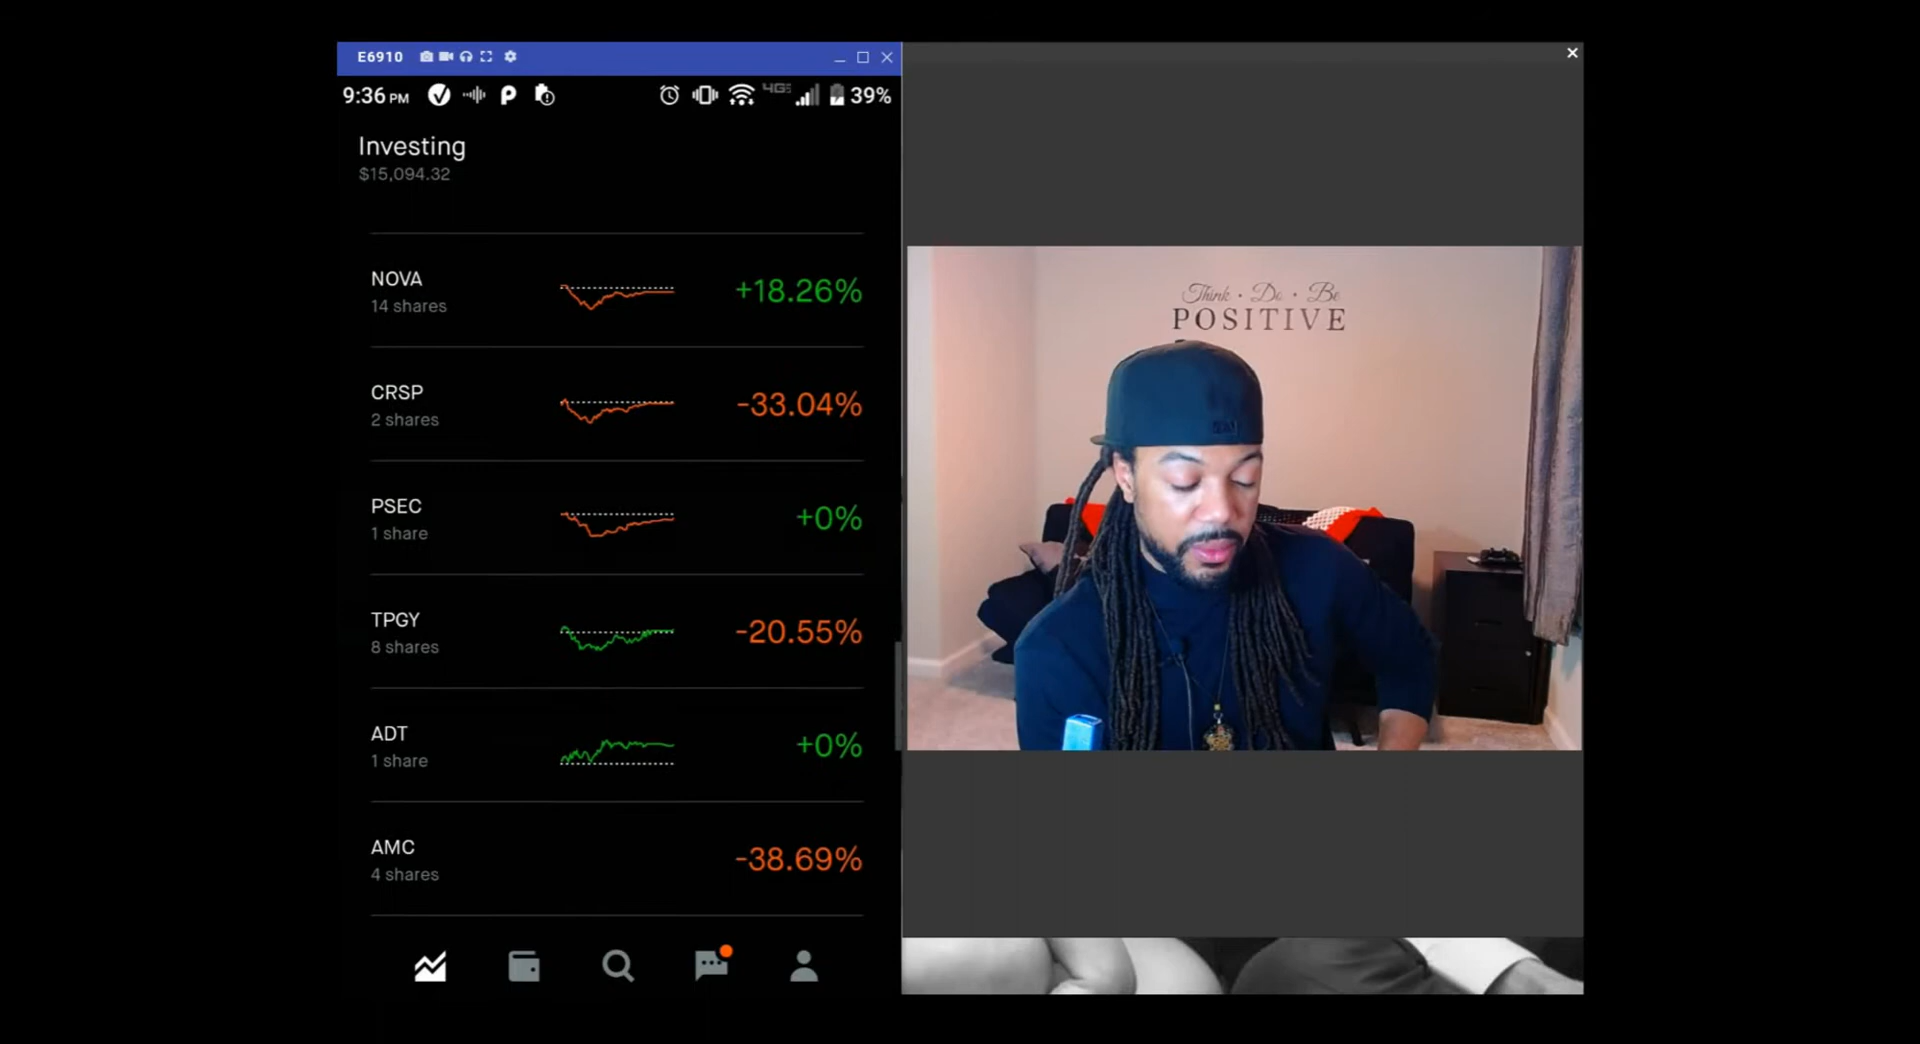 E6910
9:36 PM
39%
Investing
$15,094.32
NOVA
14 shares
+18.26%
CRSP
2 shares
-33.04%
PSEC
1 share
+0%
TPGY
8 shares
-20.55%
ADT
1 share
+0%
AMC
4 shares
-38.69%
Think · Do · Be
POSITIVE